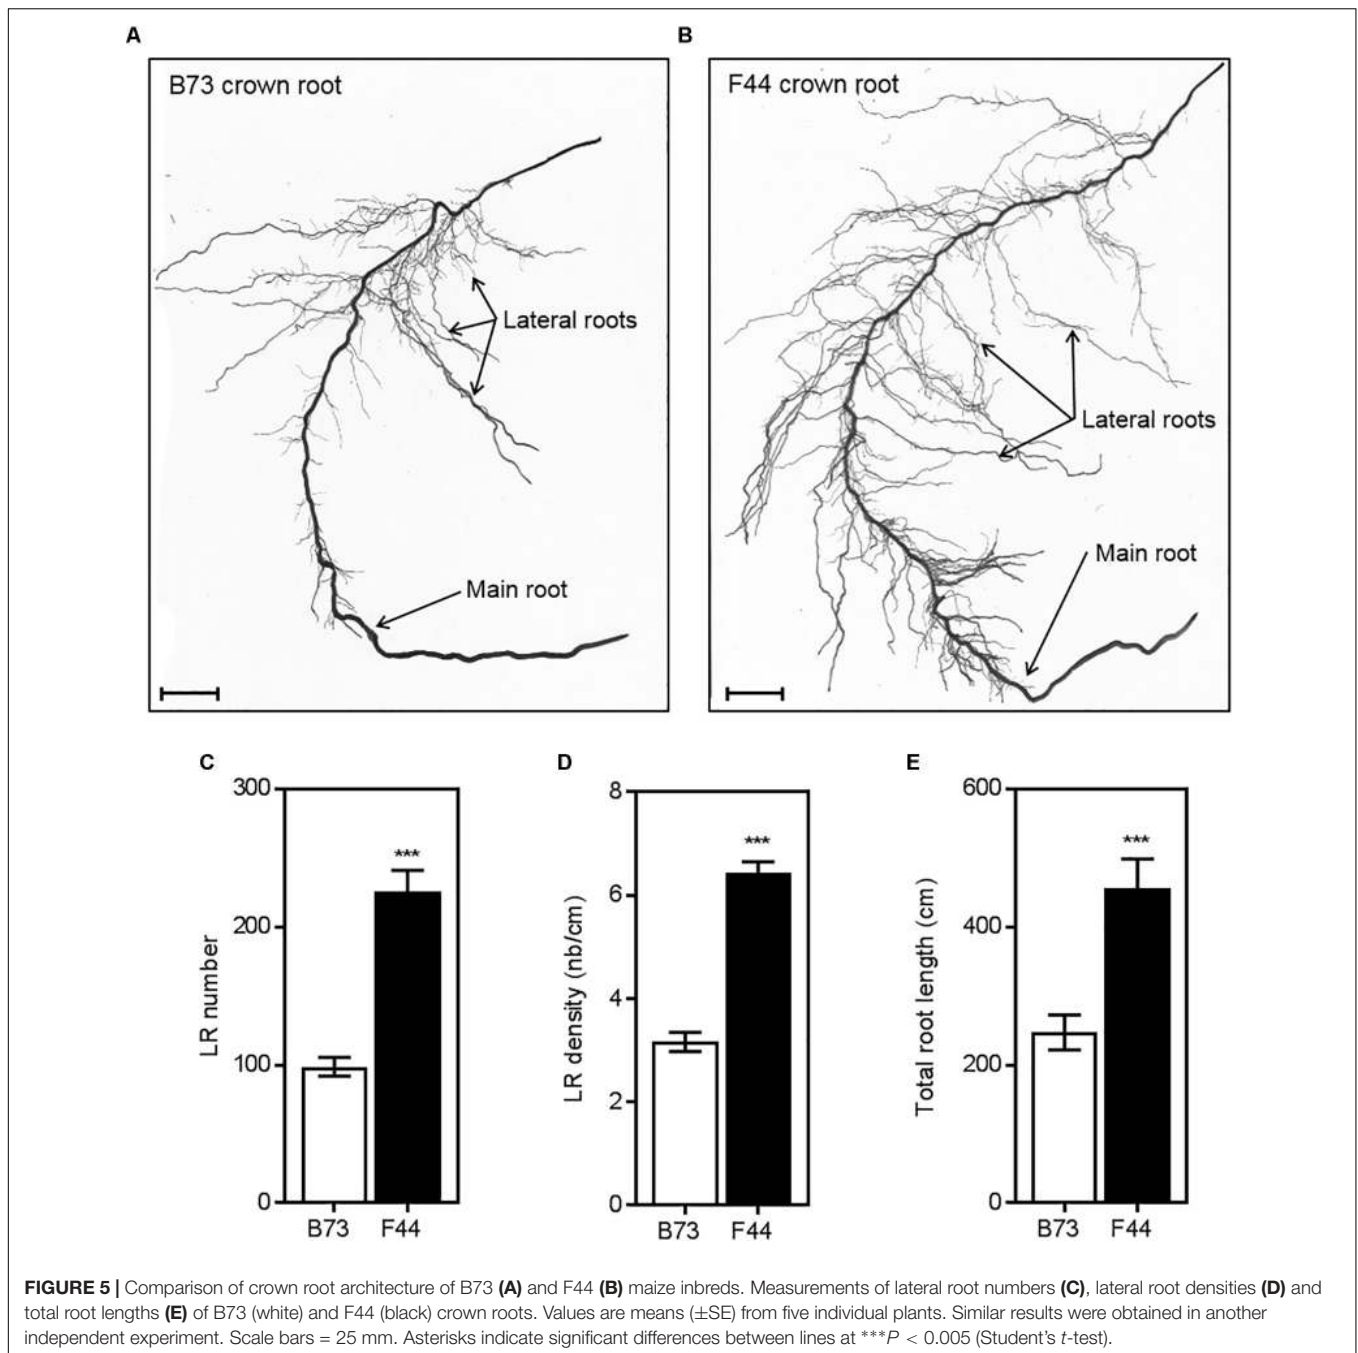 A
B
B73 crown root
F44 crown root
Lateral roots
Lateral roots
Main root
Main root
C
D
E
300
200
100
0
LR number
***
B73
F44
8
6
4
2
0
LR density (nb/cm)
***
B73
F44
600
400
200
0
Total root length (cm)
***
B73
F44
FIGURE 5 | Comparison of crown root architecture of B73 (A) and F44 (B) maize inbreds. Measurements of lateral root numbers (C), lateral root densities (D) and
total root lengths (E) of B73 (white) and F44 (black) crown roots. Values are means (±SE) from five individual plants. Similar results were obtained in another
independent experiment. Scale bars = 25 mm. Asterisks indicate significant differences between lines at ***P < 0.005 (Student's t-test).